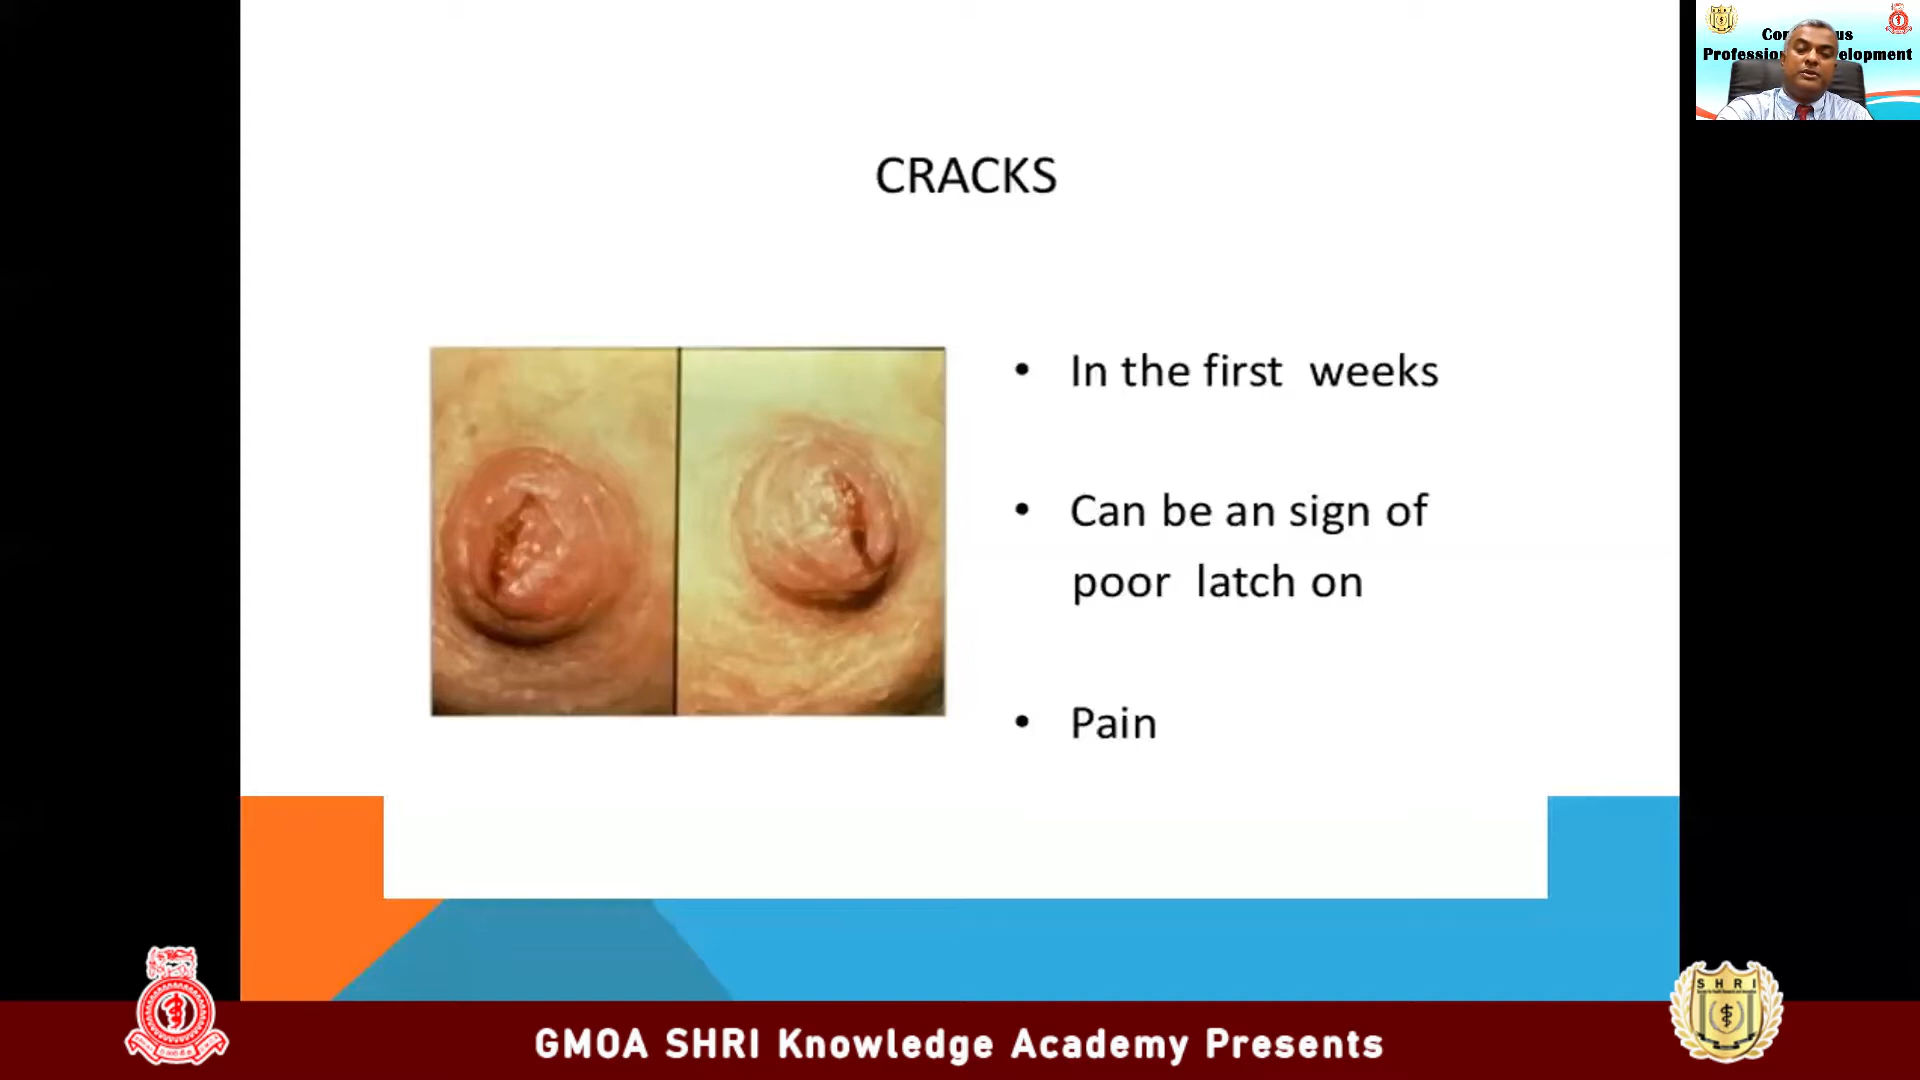 CRACKS
• In the first weeks
• Can be an sign of
poor latch on
• Pain
GMOA SHRI Knowledge Academy Presents
SHRI